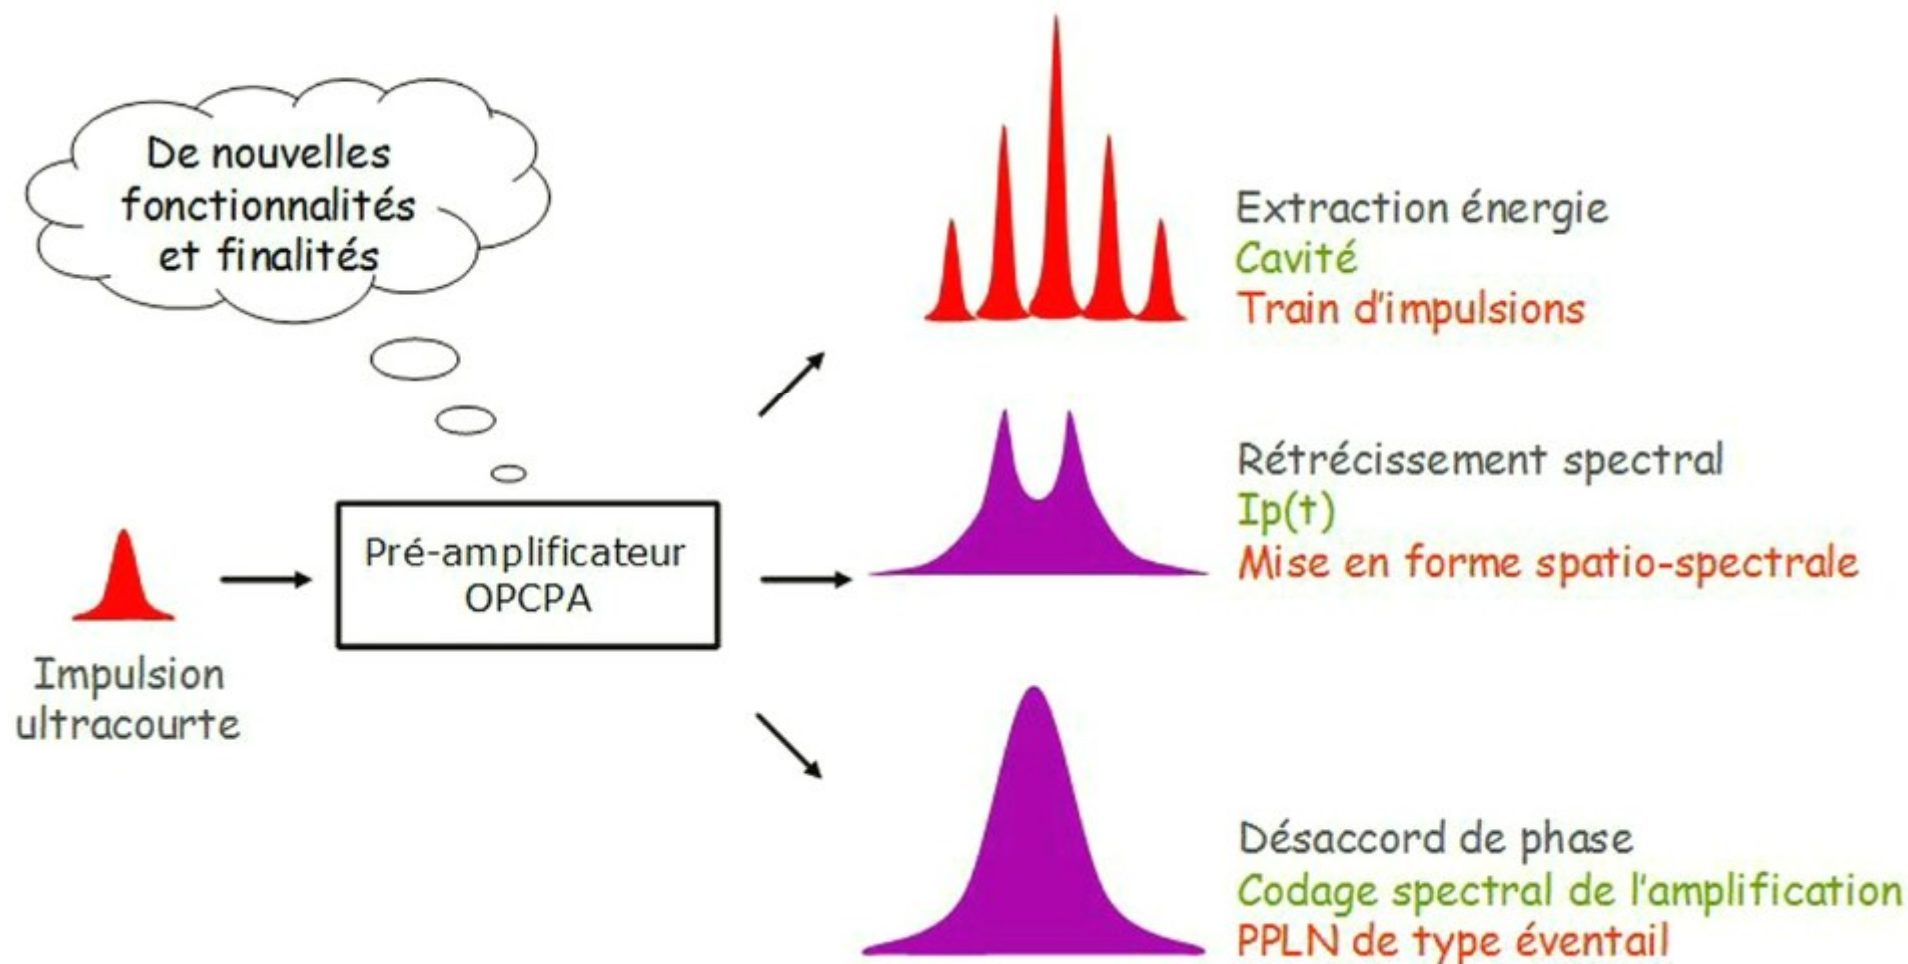 De nouvelles
fonctionnalités
et finalités
Impulsion
ultracourte
Pré-amplificateur
OPCPA
Extraction énergie
Cavité
Train d'impulsions
Rétrécissement spectral
Ip(t)
Mise en forme spatio-spectrale
Désaccord de phase
Codage spectral de l'amplification
PPLN de type éventail